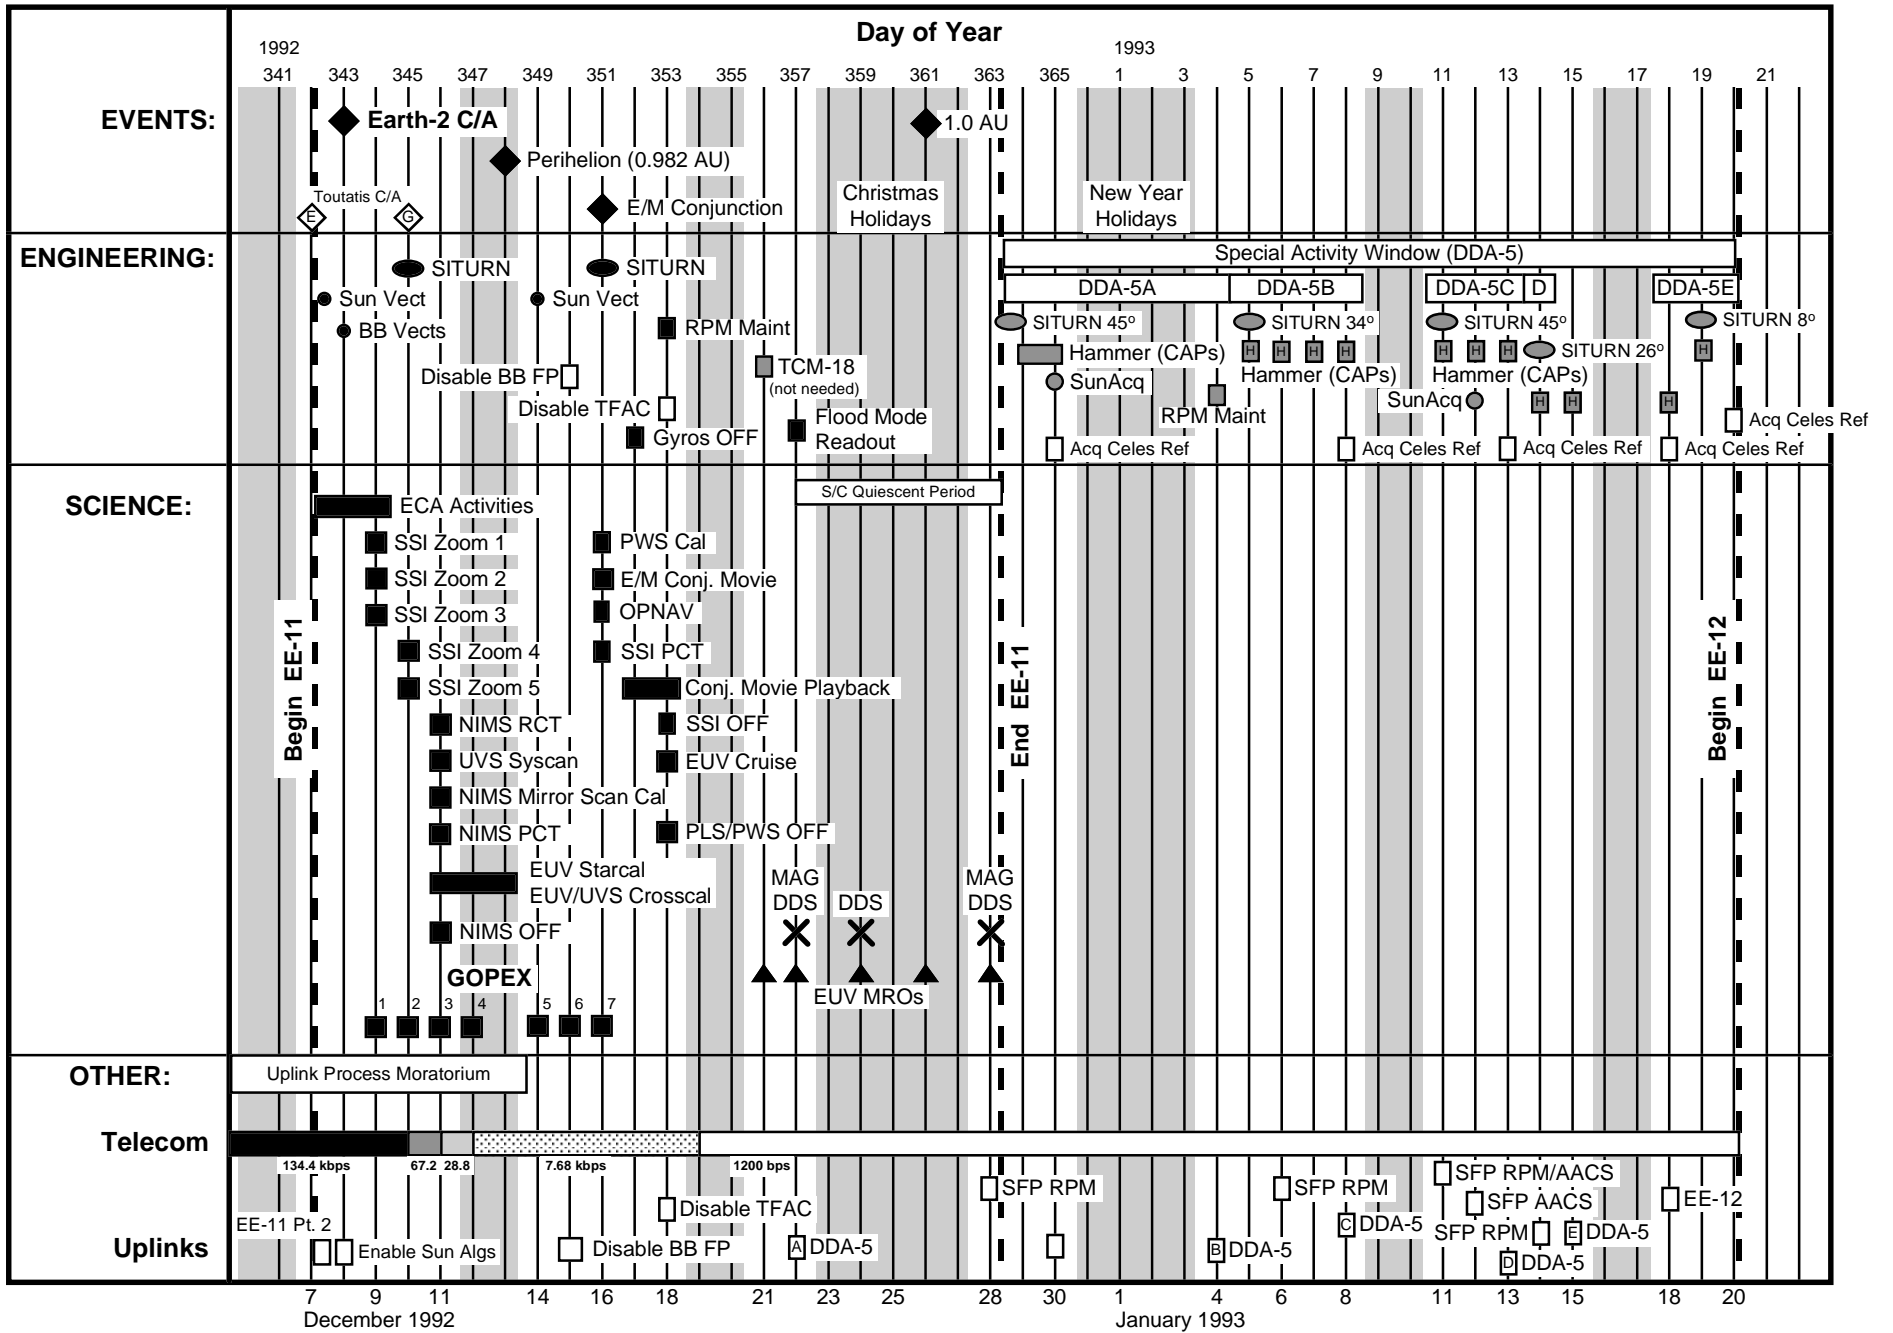 Day of Year
1992
1993
341 343 345 347 349 351 353 355 357 359 361 363 365 1 3 5 7 9 11 13 15 17 19 21
EVENTS:
Earth-2 C/A
1.0 AU
Perihelion (0.982 AU)
Toutatis C/A
E
G
E/M Conjunction
Christmas
Holidays
New Year
Holidays
ENGINEERING:
Special Activity Window (DDA-5)
SITURN
SITURN
DDA-5A
DDA-5B
DDA-5C
D
DDA-5E
Sun Vect
Sun Vect
BB Vects
RPM Maint
SITURN 45o
SITURN 34o
SITURN 45o
SITURN 8o
Hammer (CAPs)
H H H H
H H H
SITURN 26o
H
TCM-18
(not needed)
Disable BB FP
SunAcq
Hammer (CAPs)
Hammer (CAPs)
Disable TFAC
RPM Maint
SunAcq
H H
H
Flood Mode
Readout
Gyros OFF
Acq Celes Ref
Acq Celes Ref
Acq Celes Ref
Acq Celes Ref
Acq Celes Ref
SCIENCE:
S/C Quiescent Period
ECA Activities
SSI Zoom 1
PWS Cal
SSI Zoom 2
E/M Conj. Movie
SSI Zoom 3
OPNAV
SSI Zoom 4
SSI PCT
SSI Zoom 5
Conj. Movie Playback
NIMS RCT
SSI OFF
UVS Syscan
EUV Cruise
NIMS Mirror Scan Cal
NIMS PCT
PLS/PWS OFF
EUV Starcal
EUV/UVS Crosscal
MAG
DDS
DDS
MAG
DDS
NIMS OFF
GOPEX
EUV MROs
1 2 3 4 5 6 7
Begin EE-11
End EE-11
Begin EE-12
OTHER:
Uplink Process Moratorium
Telecom
134.4 kbps
67.2
28.8
7.68 kbps
1200 bps
Uplinks
SFP RPM
SFP RPM
SFP RPM/AACS
SFP AACS
EE-12
Disable TFAC
EE-11 Pt. 2
C DDA-5
SFP RPM
E DDA-5
Enable Sun Algs
Disable BB FP
A DDA-5
B DDA-5
D DDA-5
7 9 11 14 16 18 21 23 25 28 30 1 4 6 8 11 13 15 18 20
December 1992
January 1993